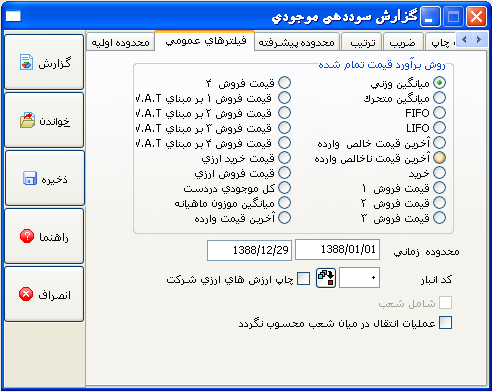 گزارش سوددهي موجودي
محدوده اوليه
فيلترهاي عمومي
محدوده پيشرفته
ترتيب
ضريب
چاپ
گزارش
خواندن
ذخيره
راهنما
انصراف
روش برآورد قيمت تمام شده
ميانگين وزني
ميانگين متحرك
FIFO
LIFO
آخرين قيمت خالص وارده
آخرين قيمت ناخالص وارده
خريد
قيمت فروش ۱
قيمت فروش ۲
قيمت فروش ۳
قيمت فروش ۴
قيمت فروش ۱ بر مبناي V.A.T
قيمت فروش ۲ بر مبناي V.A.T
قيمت فروش ۳ بر مبناي V.A.T
قيمت فروش ۴ بر مبناي V.A.T
قيمت خريد ارزي
قيمت فروش ارزي
كل موجودي دردست
ميانگين موزون ماهيانه
آخرين قيمت وارده
محدوده زماني 1388/01/01 1388/12/29
كد انبار ۰ چاپ ارزش هاي ارزي شركت
شامل شعب
عمليات انتقال در ميان شعب محسوب نگردد